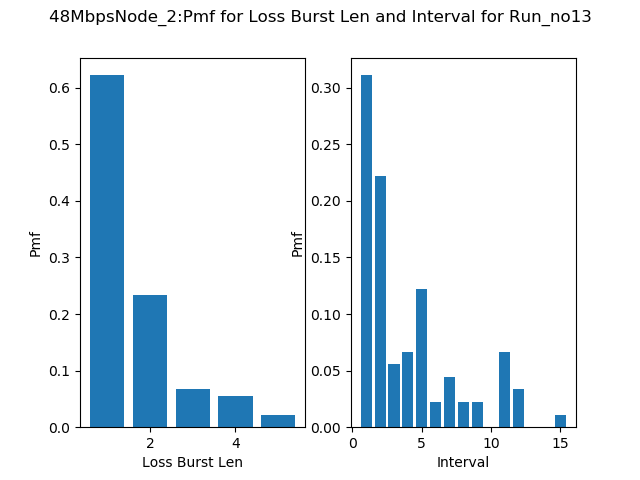 48MbpsNode_2:Pmf for Loss Burst Len and Interval for Run_no13
0.6
0.5
0.4
0.3
0.2
0.1
0.0
Pmf
2 4
Loss Burst Len
0.30
0.25
0.20
0.15
0.10
0.05
0.00
Pmf
0 5 10 15
Interval